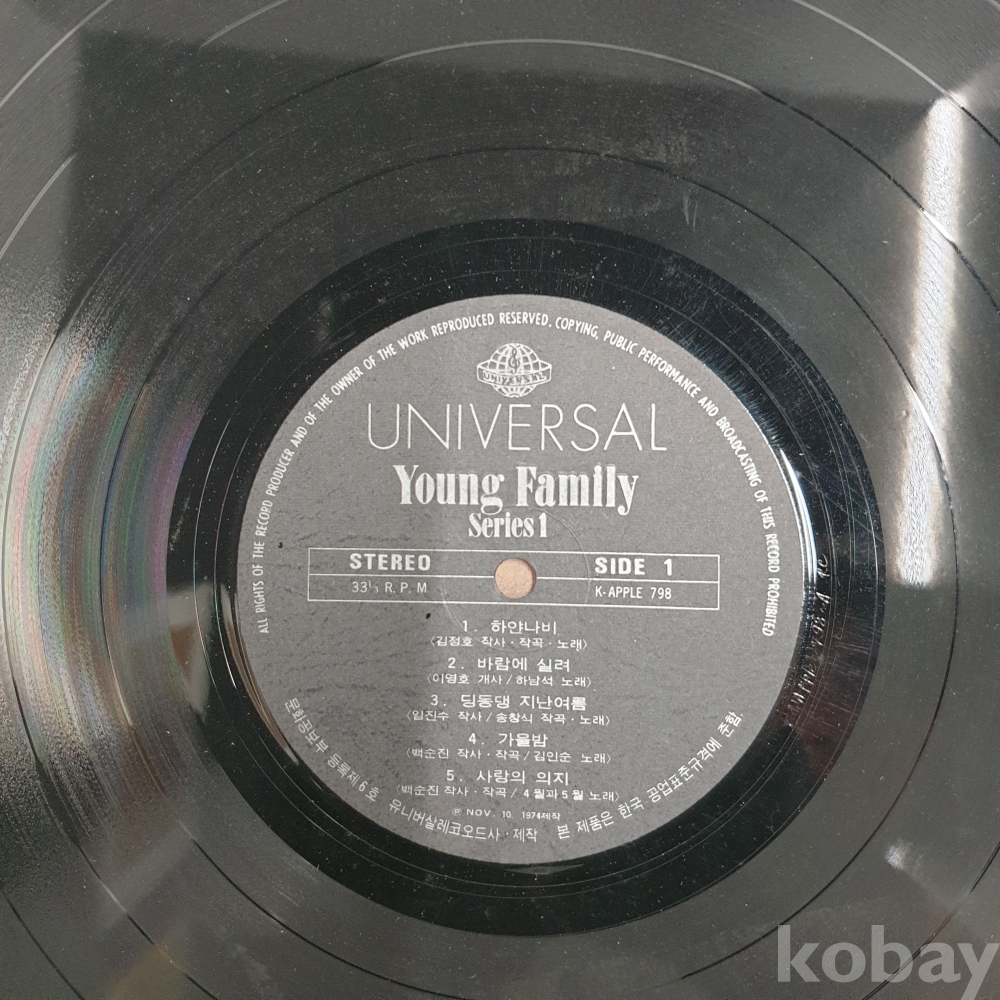 ALL RIGHTS OF THE RECORD PRODUCER AND OF THE OWNER OF THE WORK REPRODUCED RESERVED. COPYING, PUBLIC PERFORMANCE AND BROADCASTING OF THIS RECORD PROHIBITED
UNIVERSAL
UNIVERSAL
Young Family
Series 1
STEREO SIDE 1
33⅓ R.P.M K-APPLE 798
1. 하얀나비
〈김정호 작사·작곡·노래〉
2. 바람에 실려
〈이영호 개사/하남석 노래〉
3. 딩동댕 지난여름
〈임진수 작사/송창식 작곡·노래〉
4. 가을밤
〈백순진 작사·작곡/김인순 노래〉
5. 사랑의 의지
〈백순진 작사·작곡/4월과5월 노래〉
Ⓟ NOV. 10. 1974제작
문화공보부 등록제6호 유니버살레코오드사·제작 본 제품은 한국 공업표준규격에 준함.
kobay